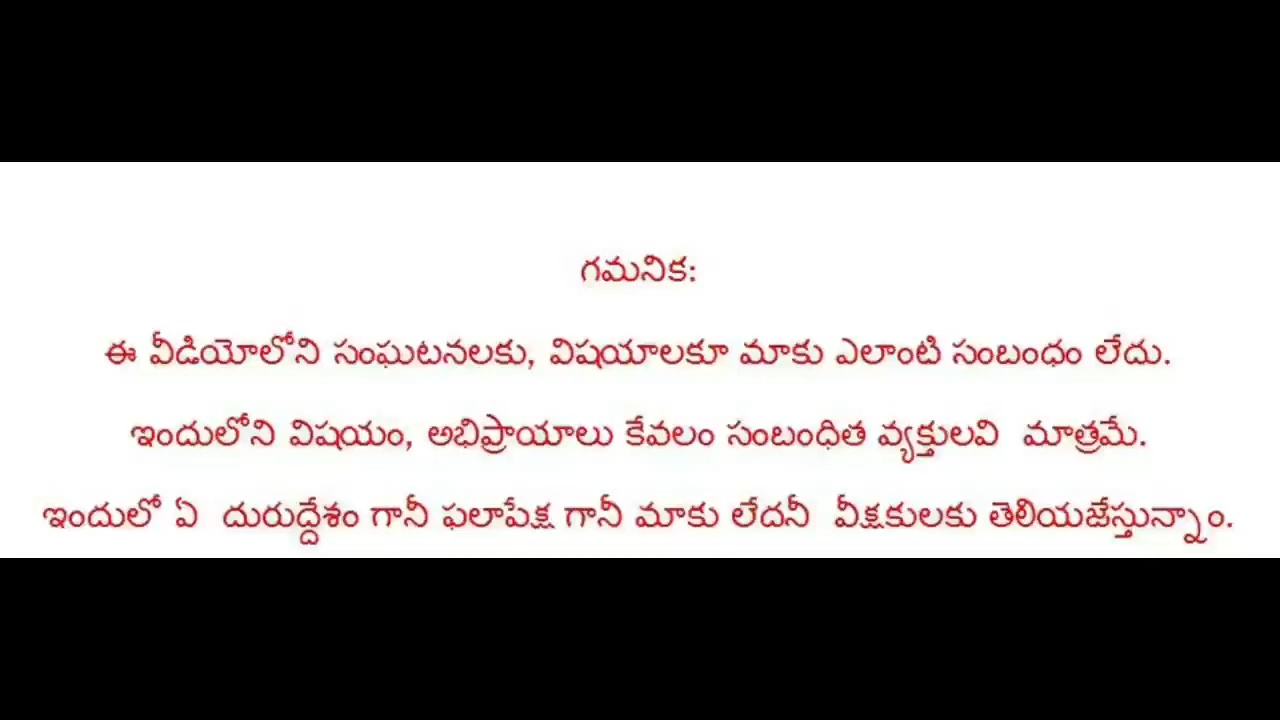 గమనిక:
ఈ వీడియోలోని సంఘటనలకు, విషయాలకూ మాకు ఎలాంటి సంబంధం లేదు.
ఇందులోని విషయం, అభిప్రాయాలు కేవలం సంబంధిత వ్యక్తులవి మాత్రమే.
ఇందులో ఏ దురుద్దేశం గానీ ఫలాపేక్ష గానీ మాకు లేదనీ వీక్షకులకు తెలియజేస్తున్నాం.